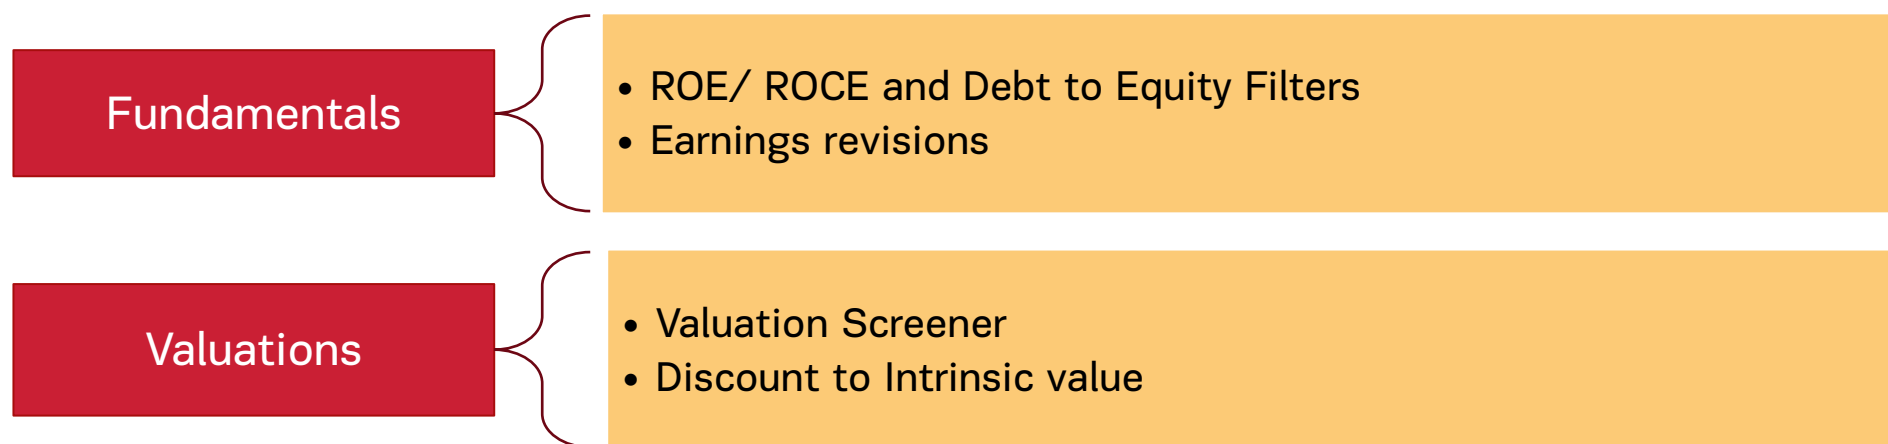 Fundamentals
• ROE/ ROCE and Debt to Equity Filters
• Earnings revisions
Valuations
• Valuation Screener
• Discount to Intrinsic value